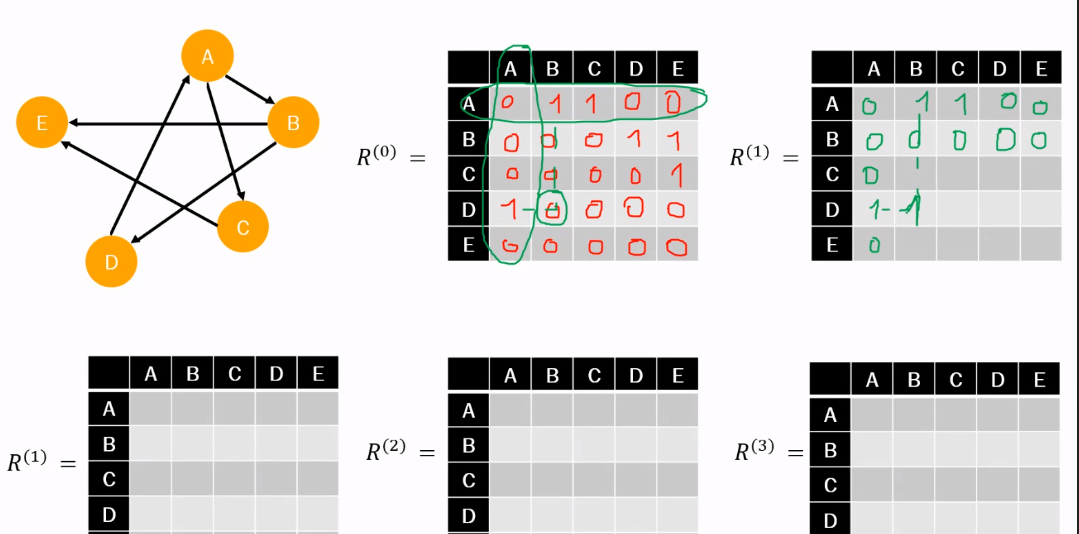 A
E
B
C
D
R(0) =
A B C D E
A 0 1 1 0 0
B 0 0 0 1 1
C 0 0 0 0 1
D 1 0 0 0 0
E 0 0 0 0 0
R(1) =
A B C D E
A 0 1 1 0 0
B 0 0 0 0 0
C 0
D 1 1
E 0
R(1) =
A B C D E
A
B
C
D
R(2) =
A B C D E
A
B
C
D
R(3) =
A B C D E
A
B
C
D